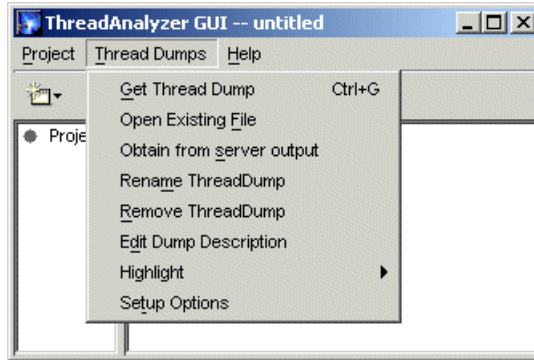 ThreadAnalyzer GUI -- untitled
Project Thread Dumps Help
Get Thread Dump Ctrl+G
Open Existing File
Proje
Obtain from server output
Rename ThreadDump
Remove ThreadDump
Edit Dump Description
Highlight
Setup Options